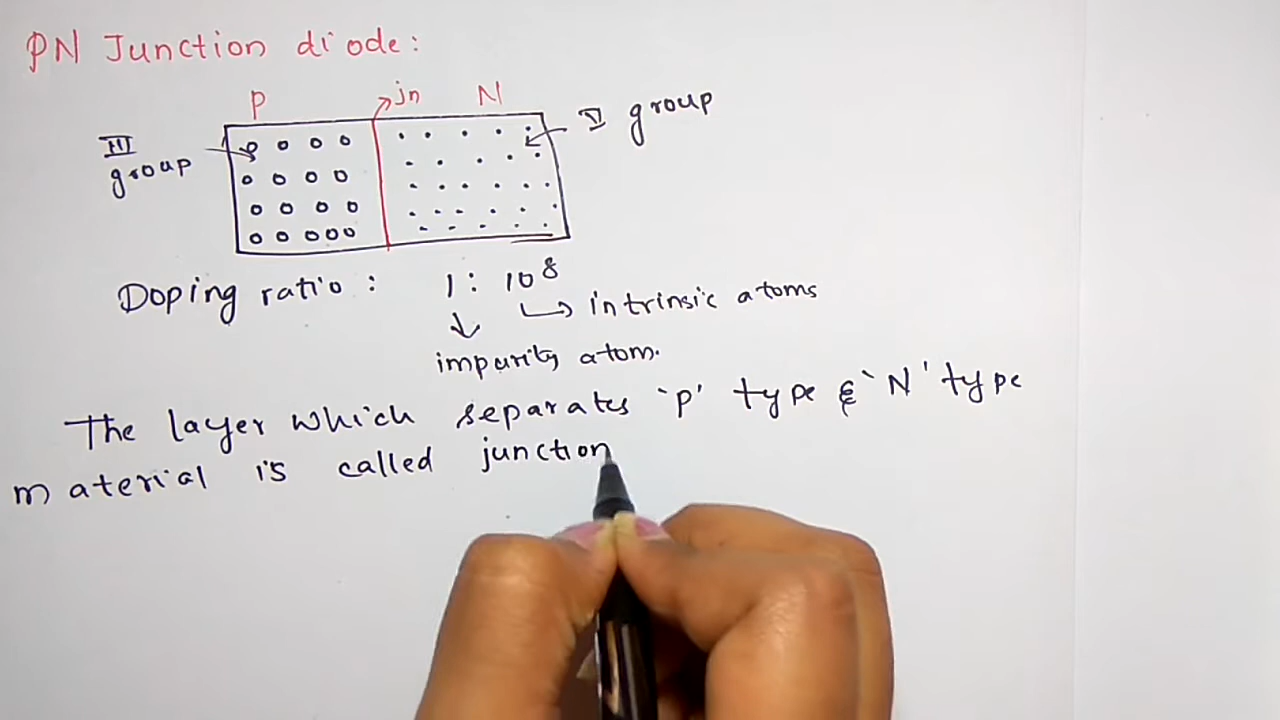 PN Junction diode:
P jn N
III group
V group
Doping ratio : 1 : 10⁸
intrinsic atoms
impurity atom.
The layer which separates 'P' type & 'N' type
material is called junction